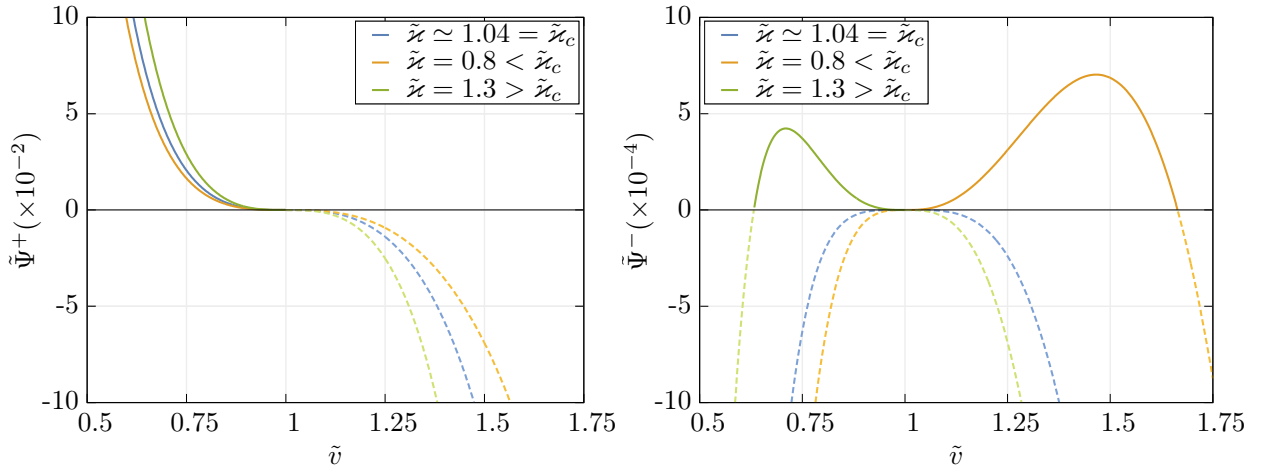 10
5
0
-5
-10
0.5
0.75
1
1.25
1.5
1.75
ṽ
Ψ̃⁺(×10⁻²)
ϰ̃ ≃ 1.04 = ϰ̃_c
ϰ̃ = 0.8 < ϰ̃_c
ϰ̃ = 1.3 > ϰ̃_c
10
5
0
-5
-10
0.5
0.75
1
1.25
1.5
1.75
ṽ
Ψ̃⁻(×10⁻⁴)
ϰ̃ ≃ 1.04 = ϰ̃_c
ϰ̃ = 0.8 < ϰ̃_c
ϰ̃ = 1.3 > ϰ̃_c